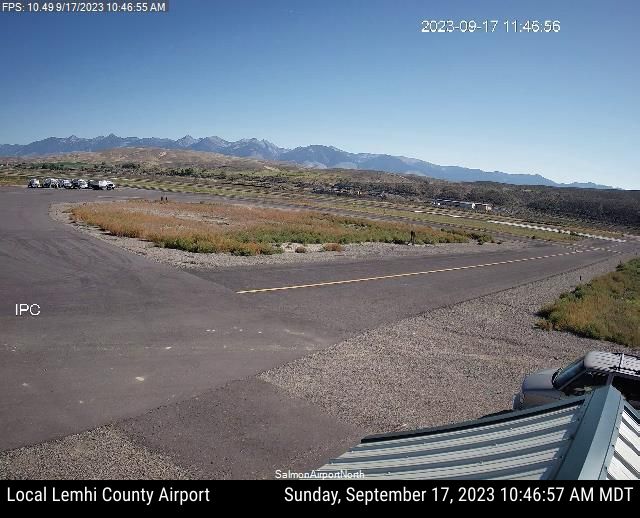 FPS: 10.49 9/17/2023 10:46:55 AM
2023-09-17 11:46:56
IPC
SalmonAirportNorth
Local Lemhi County Airport Sunday, September 17, 2023 10:46:57 AM MDT